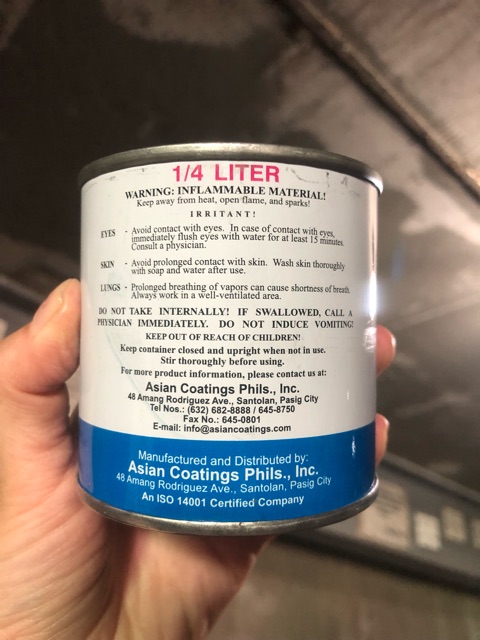 1/4 LITER
WARNING: INFLAMMABLE MATERIAL!
Keep away from heat, open flame, and sparks!
IRRITANT!
EYES - Avoid contact with eyes. In case of contact with eyes,
immediately flush eyes with water for at least 15 minutes.
Consult a physician.
SKIN - Avoid prolonged contact with skin. Wash skin thoroughly
with soap and water after use.
LUNGS - Prolonged breathing of vapors can cause shortness of breath.
Always work in a well-ventilated area.
DO NOT TAKE INTERNALLY! IF SWALLOWED, CALL A
PHYSICIAN IMMEDIATELY. DO NOT INDUCE VOMITING!
KEEP OUT OF REACH OF CHILDREN!
Keep container closed and upright when not in use.
Stir thoroughly before using.
For more product information, please contact us at:
Asian Coatings Phils., Inc.
48 Amang Rodriguez Ave., Santolan, Pasig City
Tel Nos.: (632) 682-8888 / 645-8750
Fax No.: 645-0801
E-mail: info@asiancoatings.com
Manufactured and Distributed by:
Asian Coatings Phils., Inc.
48 Amang Rodriguez Ave., Santolan, Pasig City
An ISO 14001 Certified Company